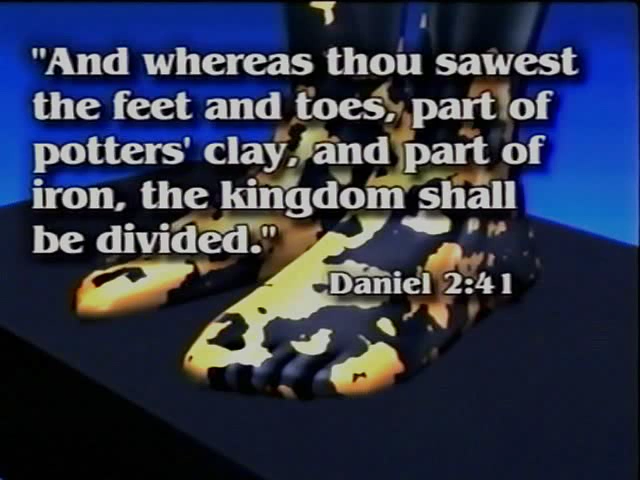 "And whereas thou sawest
the feet and toes, part of
potters' clay, and part of
iron, the kingdom shall
be divided."
Daniel 2:41